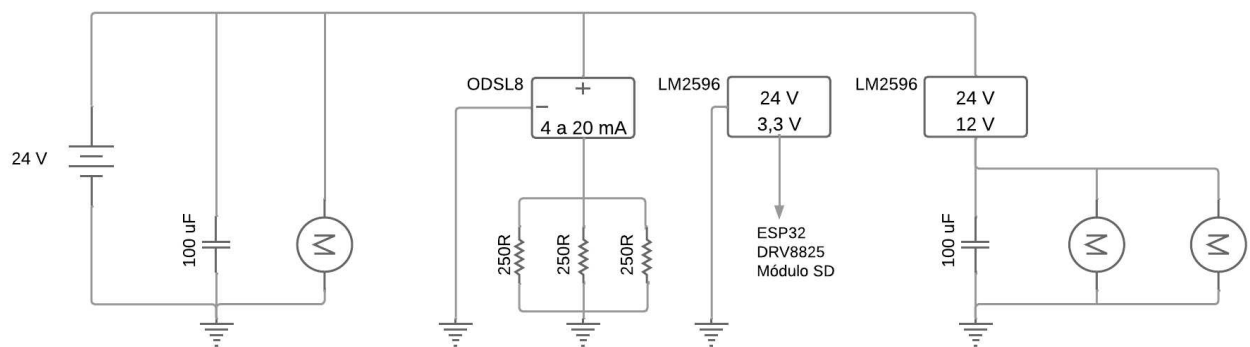 24 V
100 uF
M
ODSL8
+
−
4 a 20 mA
250R
250R
250R
LM2596
24 V
3,3 V
ESP32
DRV8825
Módulo SD
LM2596
24 V
12 V
100 uF
M
M